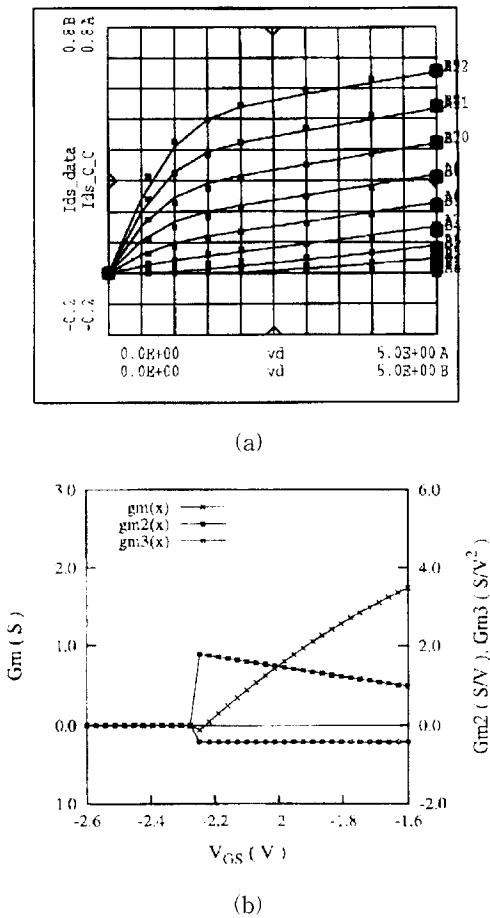 0.8B
0.8A
Ids_data
Ids_C_C
-0.2
-0.2
0.0E+00 vd 5.0E+00 A
0.0E+00 vd 5.0E+00 B
(a)
gm(x)
gm2(x)
gm3(x)
3.0
2.0
1.0
0.0
1.0
Gm ( S )
6.0
4.0
2.0
0.0
-2.0
Gm2 ( S/V ), Gm3 ( S/V²)
-2.6 -2.4 -2.2 -2 -1.8 -1.6
V_GS ( V )
(b)